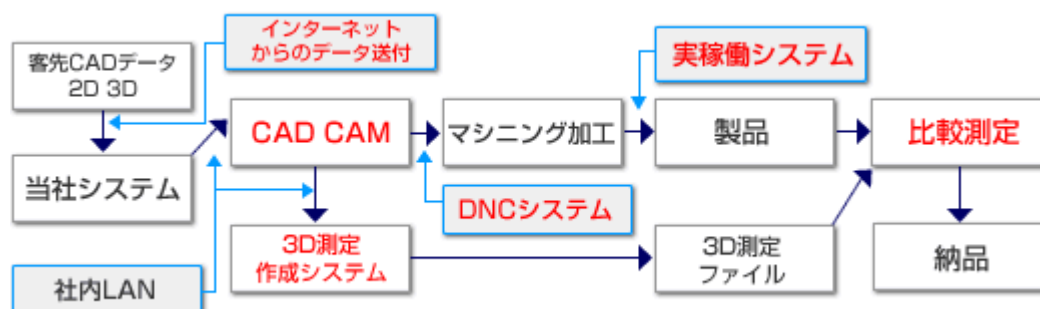 インターネット
からのデータ送付
実稼働システム
客先CADデータ
2D 3D
CAD CAM
マシニング加工
製品
比較測定
当社システム
DNCシステム
3D測定
作成システム
3D測定
ファイル
納品
社内LAN